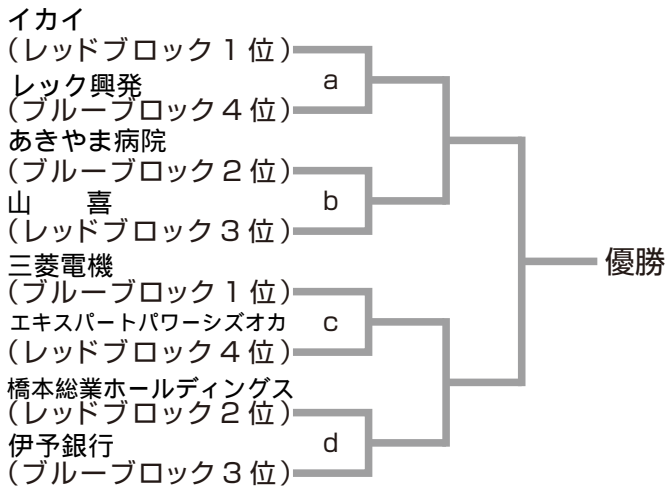 イカイ
(レッドブロック1位)
レック興発
(ブルーブロック4位)
a
あきやま病院
(ブルーブロック2位)
山　　喜
(レッドブロック3位)
b
三菱電機
(ブルーブロック1位)
エキスパートパワーシズオカ
(レッドブロック4位)
c
橋本総業ホールディングス
(レッドブロック2位)
伊予銀行
(ブルーブロック3位)
d
優勝